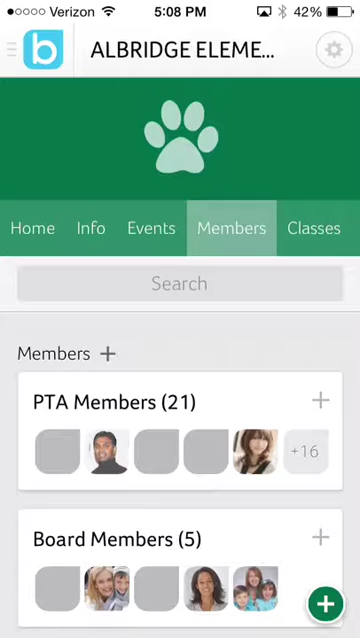 Verizon 5:08 PM 42%
b ALBRIDGE ELEME...
Home Info Events Members Classes
Search
Members +
PTA Members (21) +
+16
Board Members (5) +
+